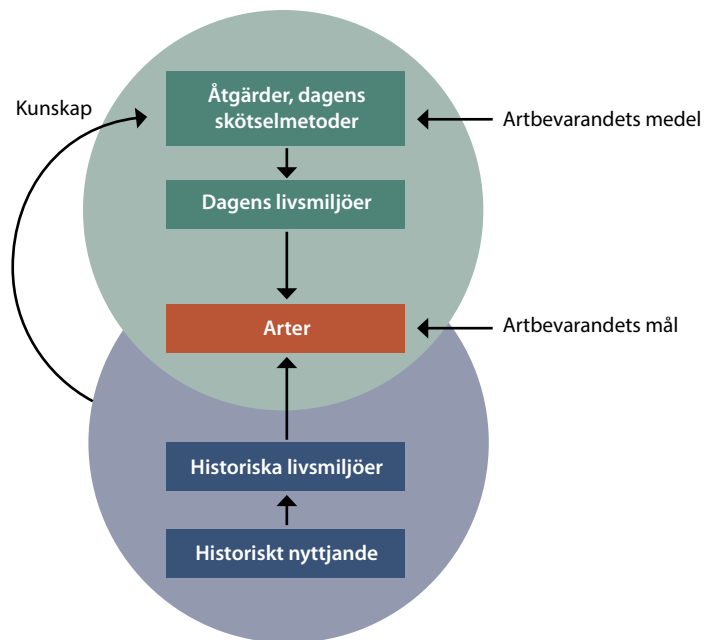 Kunskap
Åtgärder, dagens
skötselmetoder
Artbevarandets medel
Dagens livsmiljöer
Arter
Artbevarandets mål
Historiska livsmiljöer
Historiskt nyttjande